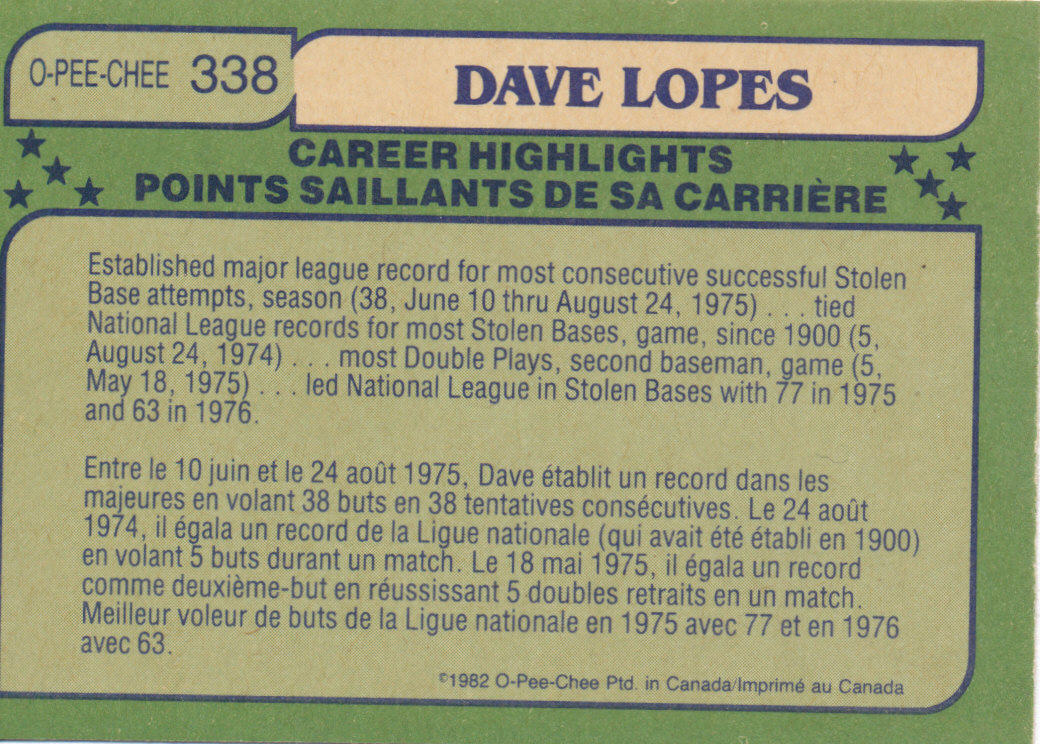 O-PEE-CHEE 338
DAVE LOPES
CAREER HIGHLIGHTS
POINTS SAILLANTS DE SA CARRIÈRE
Established major league record for most consecutive successful Stolen
Base attempts, season (38, June 10 thru August 24, 1975) . . . tied
National League records for most Stolen Bases, game, since 1900 (5,
August 24, 1974) . . . most Double Plays, second baseman, game (5,
May 18, 1975) . . . led National League in Stolen Bases with 77 in 1975
and 63 in 1976.
Entre le 10 juin et le 24 août 1975, Dave établit un record dans les
majeures en volant 38 buts en 38 tentatives consécutives. Le 24 août
1974, il égala un record de la Ligue nationale (qui avait été établi en 1900)
en volant 5 buts durant un match. Le 18 mai 1975, il égala un record
comme deuxième-but en réussissant 5 doubles retraits en un match.
Meilleur voleur de buts de la Ligue nationale en 1975 avec 77 et en 1976
avec 63.
©1982 O-Pee-Chee Ptd. in Canada/Imprimé au Canada